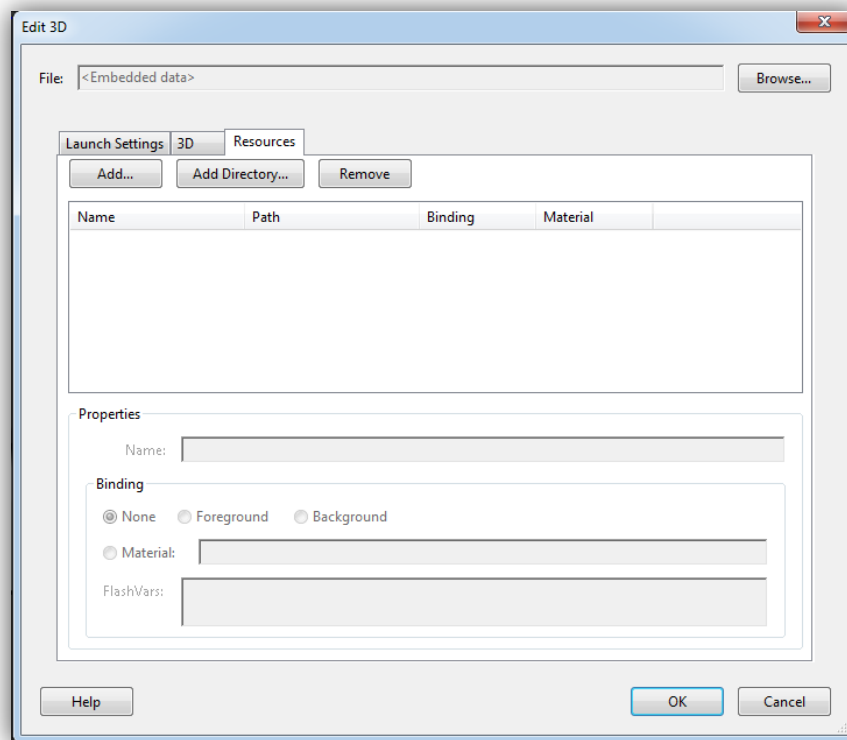 Edit 3D
File: <Embedded data> Browse...
Launch Settings 3D Resources
Add... Add Directory... Remove
Name Path Binding Material
Properties
Name:
Binding
None Foreground Background
Material:
FlashVars:
Help OK Cancel